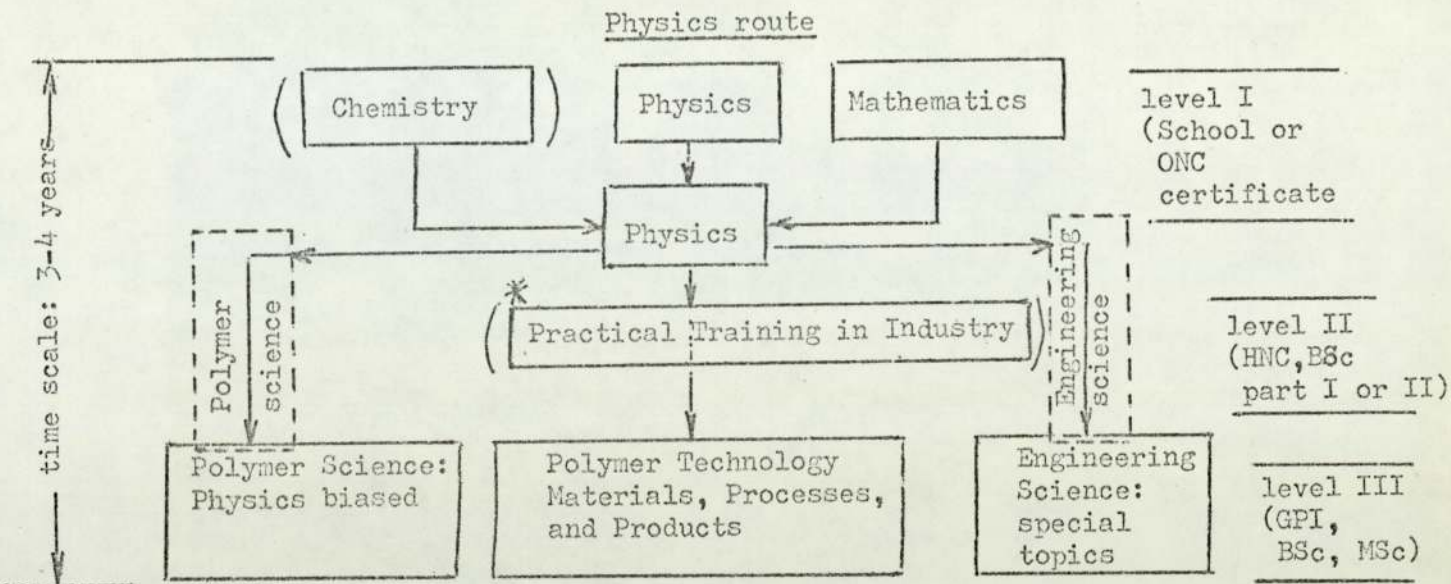 Physics route
time scale: 3-4 years
( Chemistry )
Physics
Mathematics
level I
(School or
ONC
certificate
Physics
Polymer
science
*
( Practical Training in Industry )
Engineering
science
level II
(HNC,BSc
part I or II)
Polymer Science:
Physics biased
Polymer Technology
Materials, Processes,
and Products
Engineering
Science:
special
topics
level III
(GPI,
BSc, MSc)